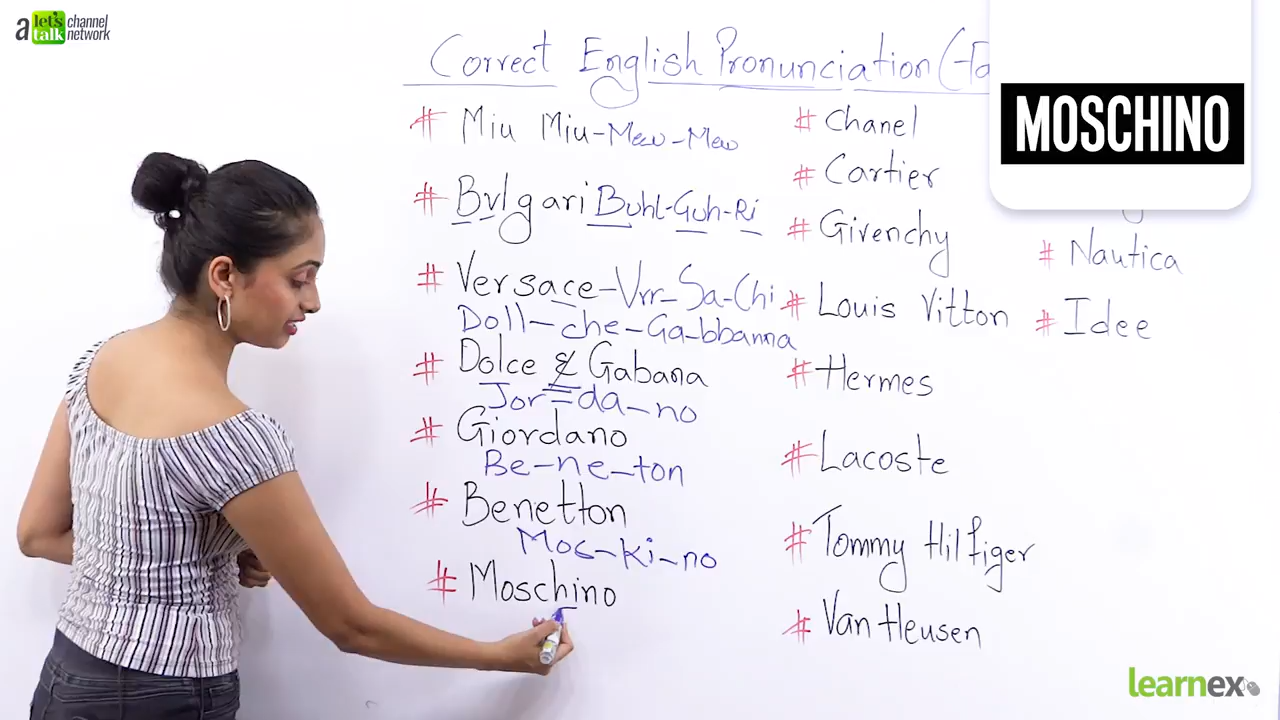 a let's talk channel network
Correct English Pronunciation (-Fa
# Miu Miu-Mew-Mew
# Bvlgari Buhl-Guh-Ri
# Versace-Vrr-Sa-Chi
Doll-che-Ga-bbanna
# Dolce & Gabana
Jor=da-no
# Giordano
Be-ne-ton
# Benetton
Mos-ki-no
# Moschino
# Chanel
# Cartier
# Givenchy
# Louis Vitton
# Hermes
# Lacoste
# Tommy Hilfiger
# Van Heusen
MOSCHINO
# Nautica
# Idee
learnex